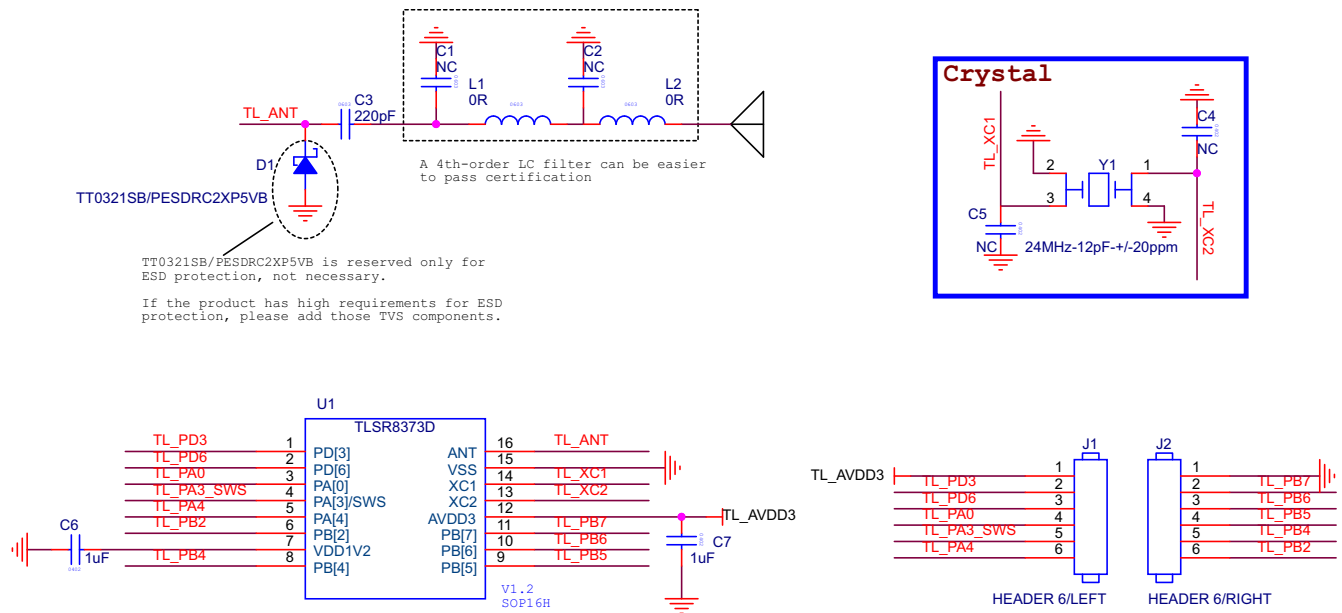 C1
NC
C2
NC
L1
0R
L2
0R
0603
0603
0603
TL_ANT
C3
220pF
D1
TT0321SB/PESDRC2XP5VB
A 4th-order LC filter can be easier
to pass certification
TT0321SB/PESDRC2XP5VB is reserved only for
ESD protection, not necessary.
If the product has high requirements for ESD
protection, please add those TVS components.
Crystal
TL_XC1
C4
NC
2
Y1
1
3
4
C5
NC
24MHz-12pF-+/-20ppm
TL_XC2
U1
TLSR8373D
TL_PD3
1
PD[3]
ANT
16
TL_ANT
TL_PD6
2
PD[6]
VSS
15
TL_PA0
3
PA[0]
XC1
14
TL_XC1
TL_PA3_SWS
4
PA[3]/SWS
XC2
13
TL_XC2
TL_PA4
5
PA[4]
AVDD3
12
TL_AVDD3
TL_PB2
6
PB[2]
PB[7]
11
TL_PB7
C6
1uF
0402
7
VDD1V2
PB[6]
10
TL_PB6
TL_PB4
8
PB[4]
PB[5]
9
TL_PB5
C7
1uF
V1.2
SOP16H
J1
J2
TL_AVDD3
1
1
TL_PD3
2
2
TL_PB7
TL_PD6
3
3
TL_PB6
TL_PA0
4
4
TL_PB5
TL_PA3_SWS
5
5
TL_PB4
TL_PA4
6
6
TL_PB2
HEADER 6/LEFT
HEADER 6/RIGHT